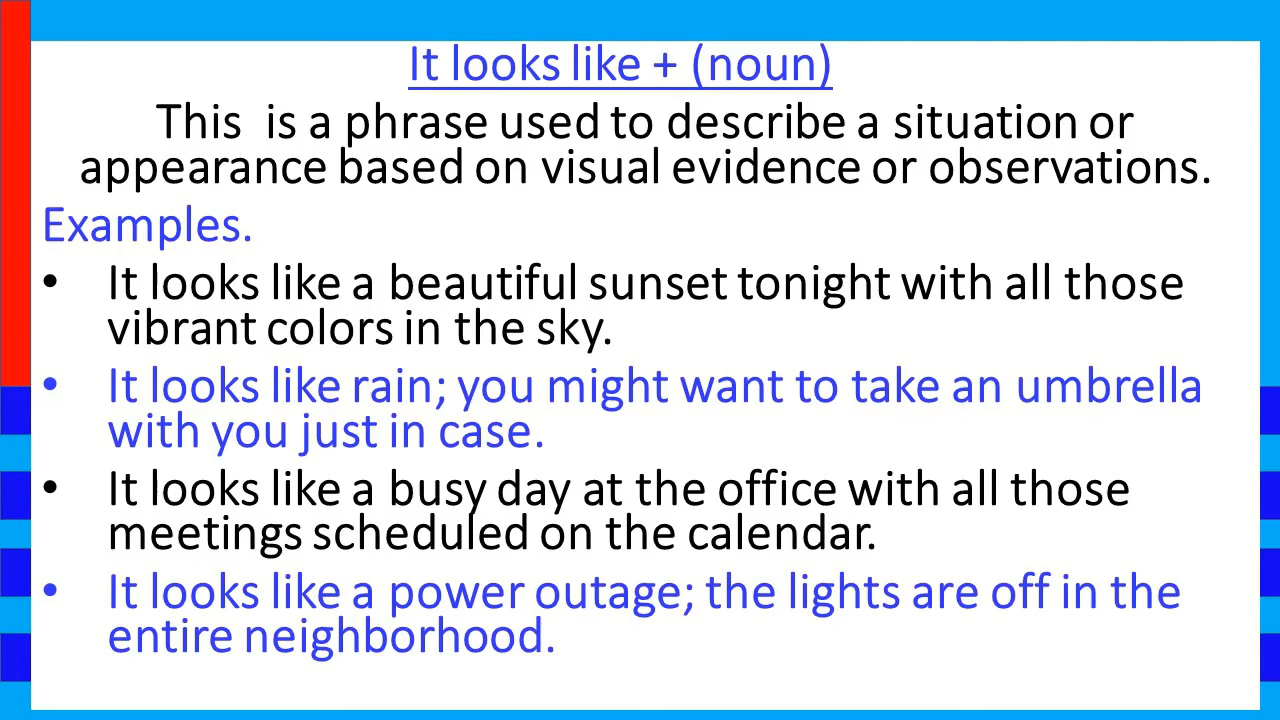 It looks like + (noun)
This is a phrase used to describe a situation or
appearance based on visual evidence or observations.
Examples.
• It looks like a beautiful sunset tonight with all those
vibrant colors in the sky.
• It looks like rain; you might want to take an umbrella
with you just in case.
• It looks like a busy day at the office with all those
meetings scheduled on the calendar.
• It looks like a power outage; the lights are off in the
entire neighborhood.